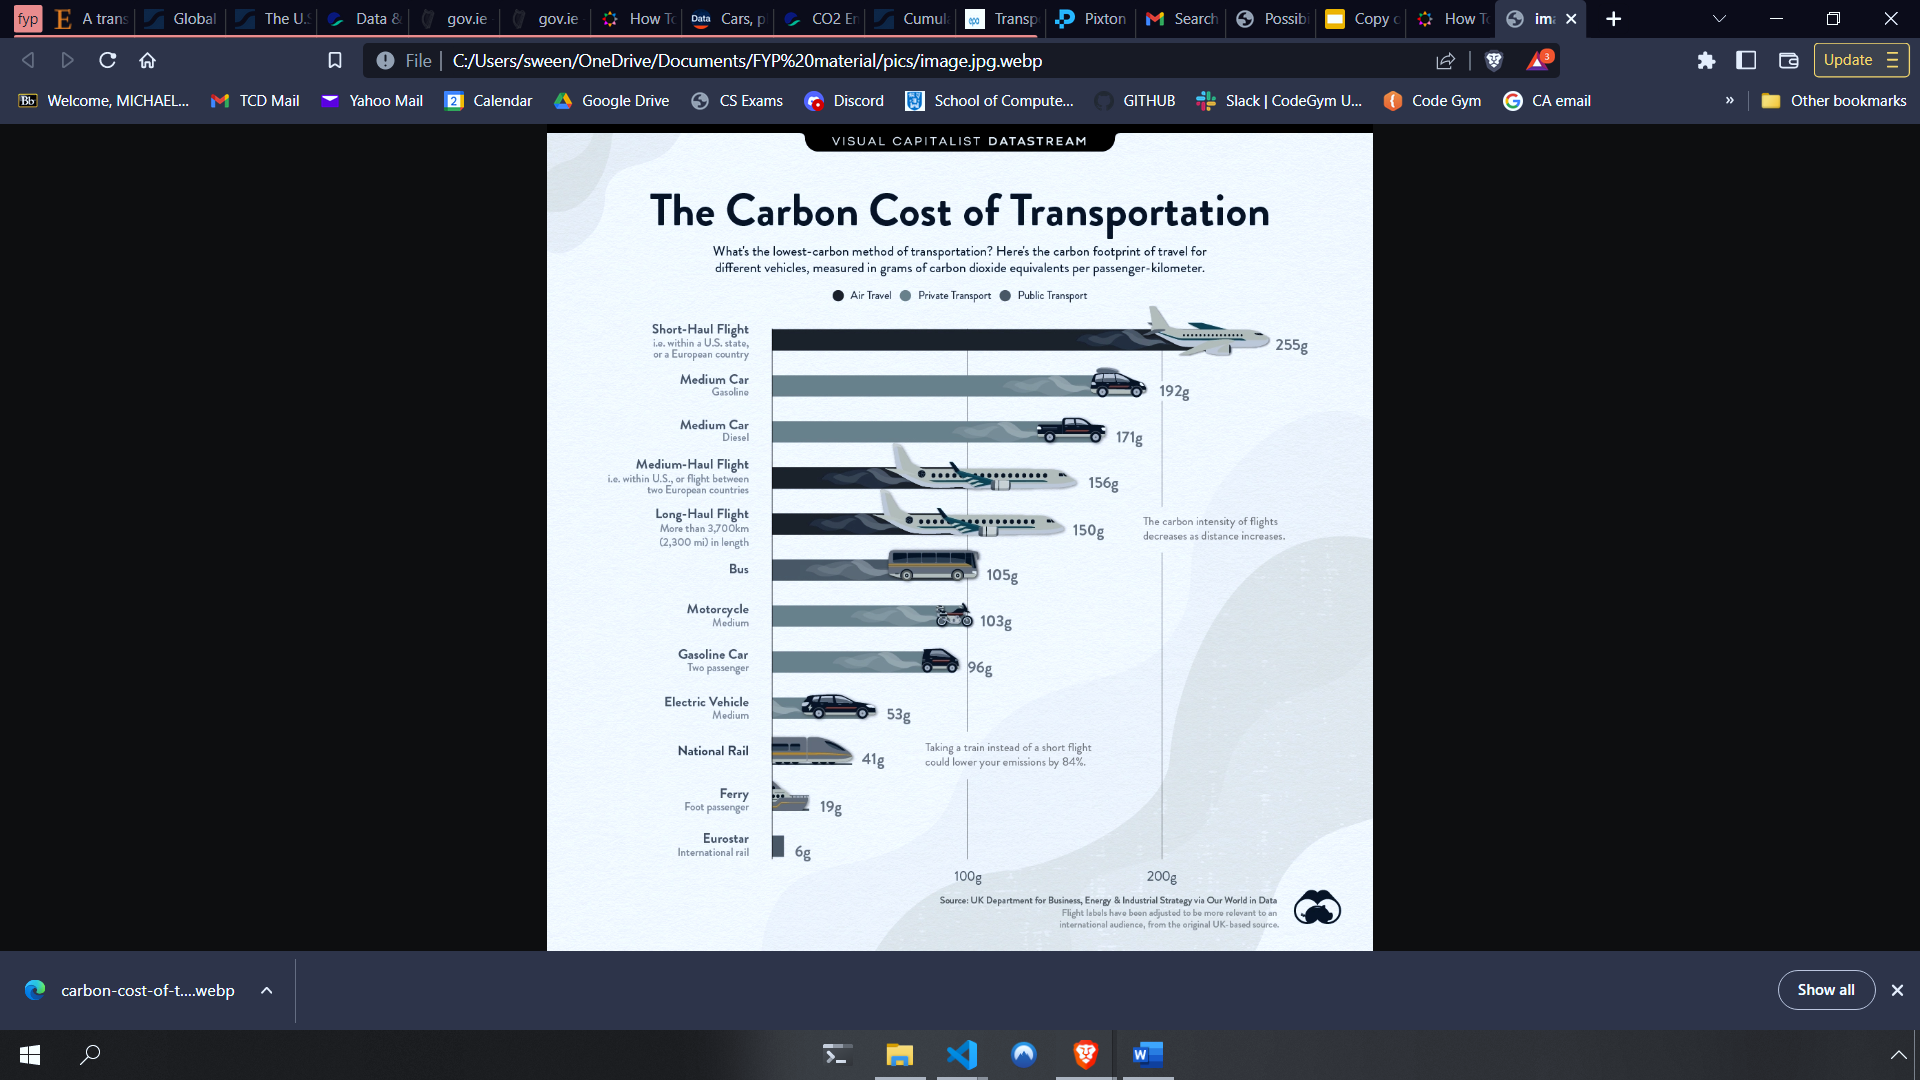 fyp
A trans
Global
The U.S
Data &
gov.ie -
gov.ie -
How To
Data
Cars, p
CO2 Em
Cumula
epa
Transp
Pixton
Search
Possibi
Copy o
How To
ima
File
C:/Users/sween/OneDrive/Documents/FYP%20material/pics/image.jpg.webp
3
Update
Bb Welcome, MICHAEL...
TCD Mail
Yahoo Mail
2 Calendar
Google Drive
CS Exams
Discord
School of Compute...
GITHUB
Slack | CodeGym U...
Code Gym
CA email
»
Other bookmarks
VISUAL CAPITALIST DATASTREAM
The Carbon Cost of Transportation
What's the lowest-carbon method of transportation? Here's the carbon footprint of travel for
different vehicles, measured in grams of carbon dioxide equivalents per passenger-kilometer.
Air Travel
Private Transport
Public Transport
Short-Haul Flight
i.e. within a U.S. state,
or a European country
255g
Medium Car
Gasoline
192g
Medium Car
Diesel
171g
Medium-Haul Flight
i.e. within U.S., or flight between
two European countries
156g
Long-Haul Flight
More than 3,700km
(2,300 mi) in length
150g
The carbon intensity of flights
decreases as distance increases.
Bus
105g
Motorcycle
Medium
103g
Gasoline Car
Two passenger
96g
Electric Vehicle
Medium
53g
National Rail
41g
Taking a train instead of a short flight
could lower your emissions by 84%.
Ferry
Foot passenger
19g
Eurostar
International rail
6g
100g
200g
Source: UK Department for Business, Energy & Industrial Strategy via Our World in Data
Flight labels have been adjusted to be more relevant to an
international audience, from the original UK-based source.
carbon-cost-of-t....webp
Show all
W